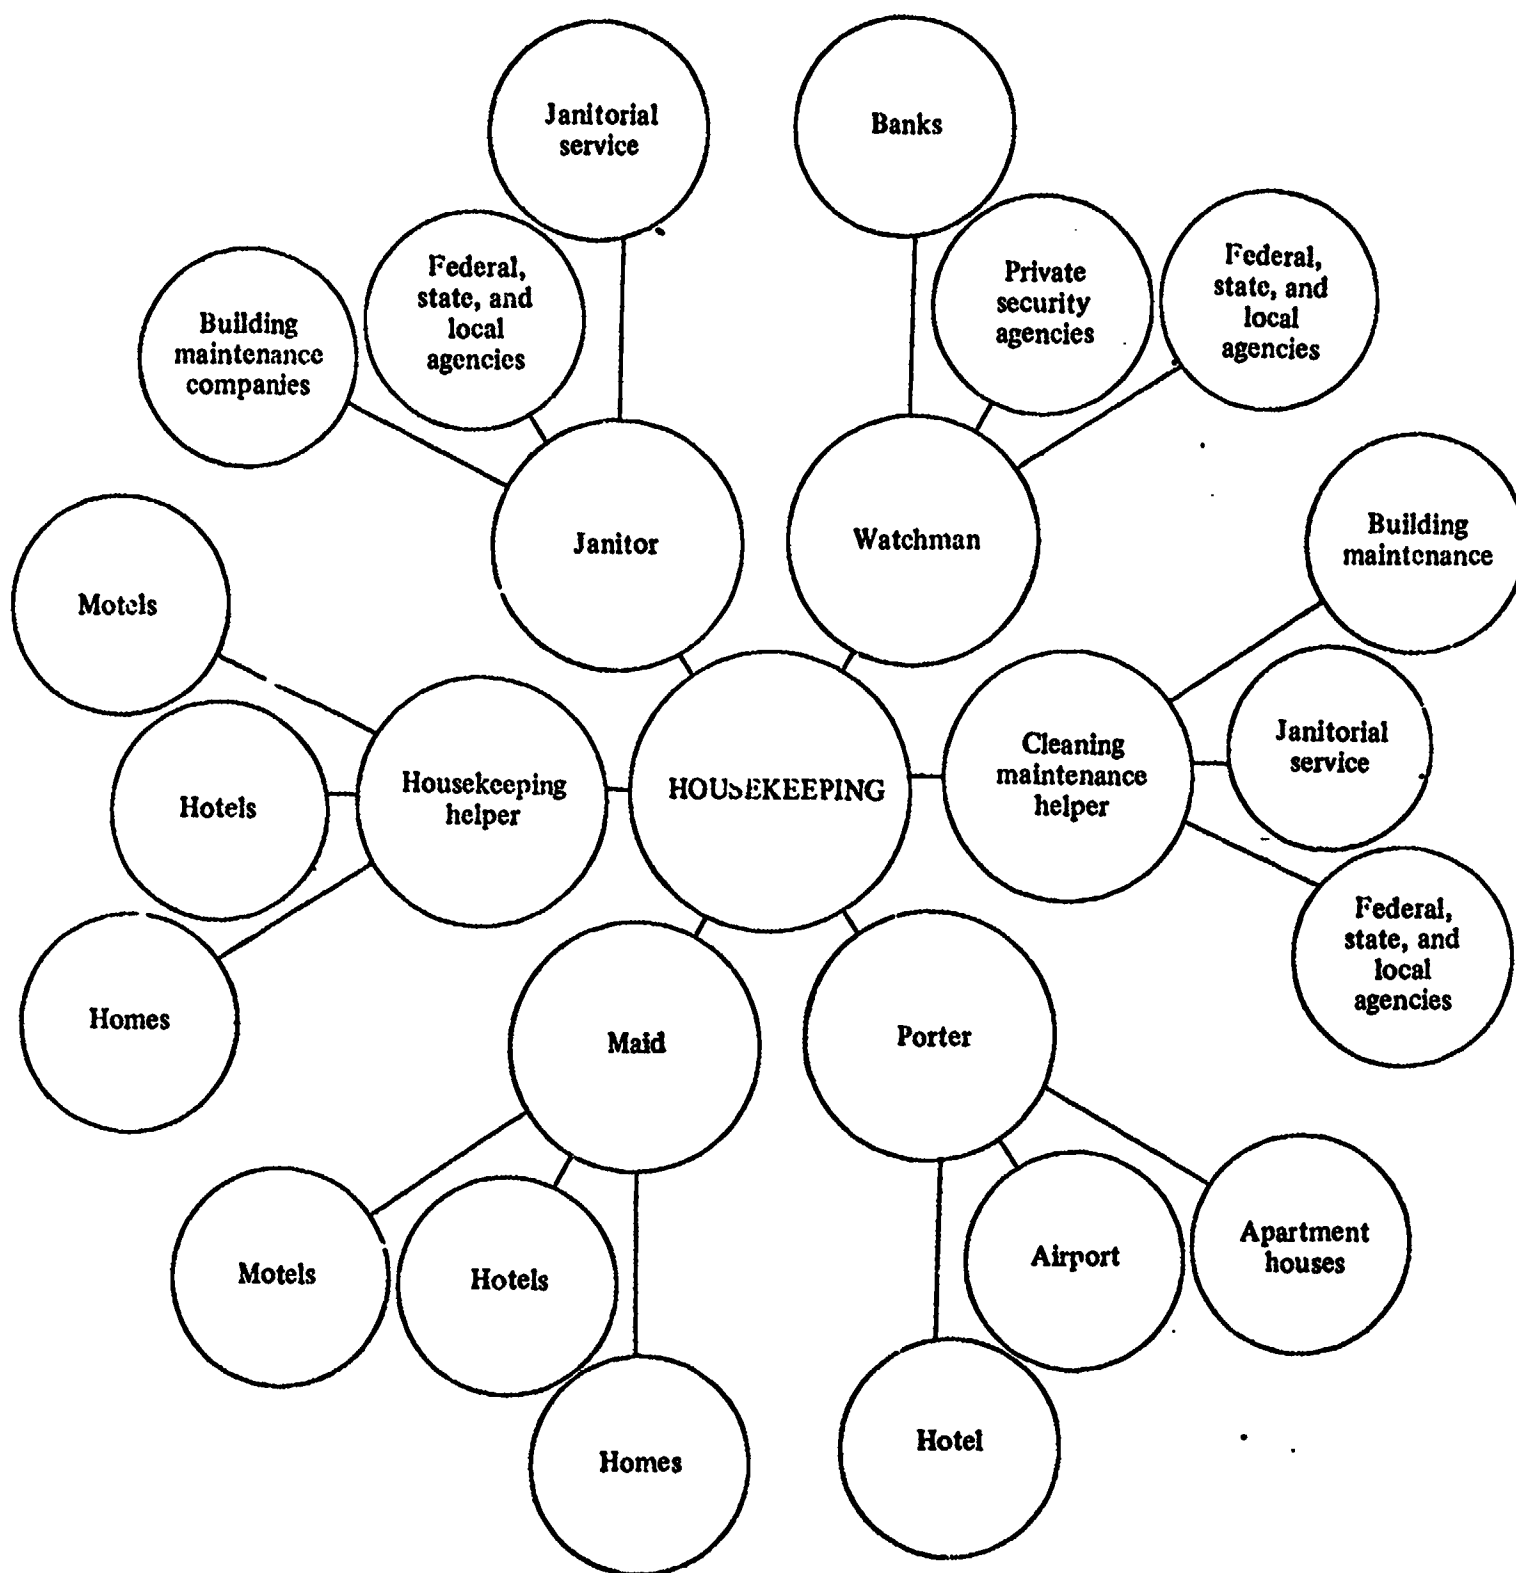 Janitorial
service
Banks
Federal,
state, and
local
agencies
Private
security
agencies
Federal,
state, and
local
agencies
Building
maintenance
companies
Janitor
Watchman
Building
maintenance
Motels
Housekeeping
helper
HOUSEKEEPING
Cleaning
maintenance
helper
Janitorial
service
Hotels
Federal,
state, and
local
agencies
Homes
Maid
Porter
Motels
Hotels
Airport
Apartment
houses
Homes
Hotel